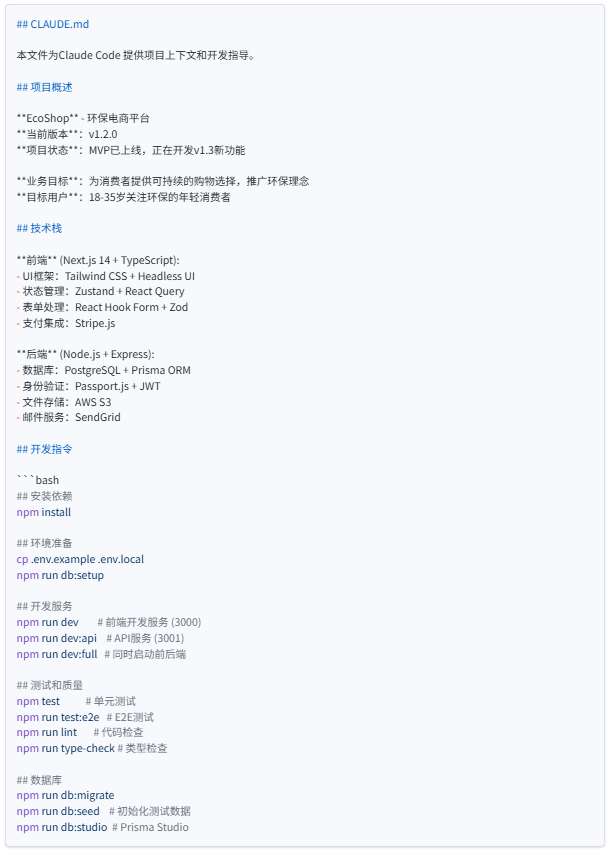 ## CLAUDE.md
本文件为Claude Code 提供项目上下文和开发指导。
## 项目概述
**EcoShop** - 环保电商平台
**当前版本**： v1.2.0
**项目状态**： MVP已上线，正在开发v1.3新功能
**业务目标**： 为消费者提供可持续的购物选择，推广环保理念
**目标用户**： 18-35岁关注环保的年轻消费者
## 技术栈
**前端** (Next.js 14 + TypeScript):
- UI框架： Tailwind CSS + Headless UI
- 状态管理： Zustand + React Query
- 表单处理： React Hook Form + Zod
- 支付集成： Stripe.js
**后端** (Node.js + Express):
- 数据库： PostgreSQL + Prisma ORM
- 身份验证： Passport.js + JWT
- 文件存储： AWS S3
- 邮件服务： SendGrid
## 开发指令
```bash
## 安装依赖
npm install
## 环境准备
cp .env.example .env.local
npm run db:setup
## 开发服务
npm run dev # 前端开发服务 (3000)
npm run dev:api # API服务 (3001)
npm run dev:full # 同时启动前后端
## 测试和质量
npm test # 单元测试
npm run test:e2e # E2E测试
npm run lint # 代码检查
npm run type-check # 类型检查
## 数据库
npm run db:migrate
npm run db:seed # 初始化测试数据
npm run db:studio # Prisma Studio